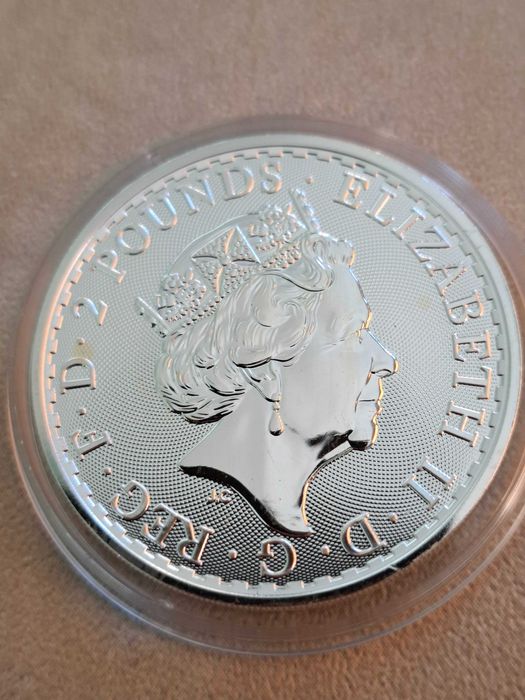 ELIZABETH II · D · G · REG · F · D · 2 POUNDS ·
J.C